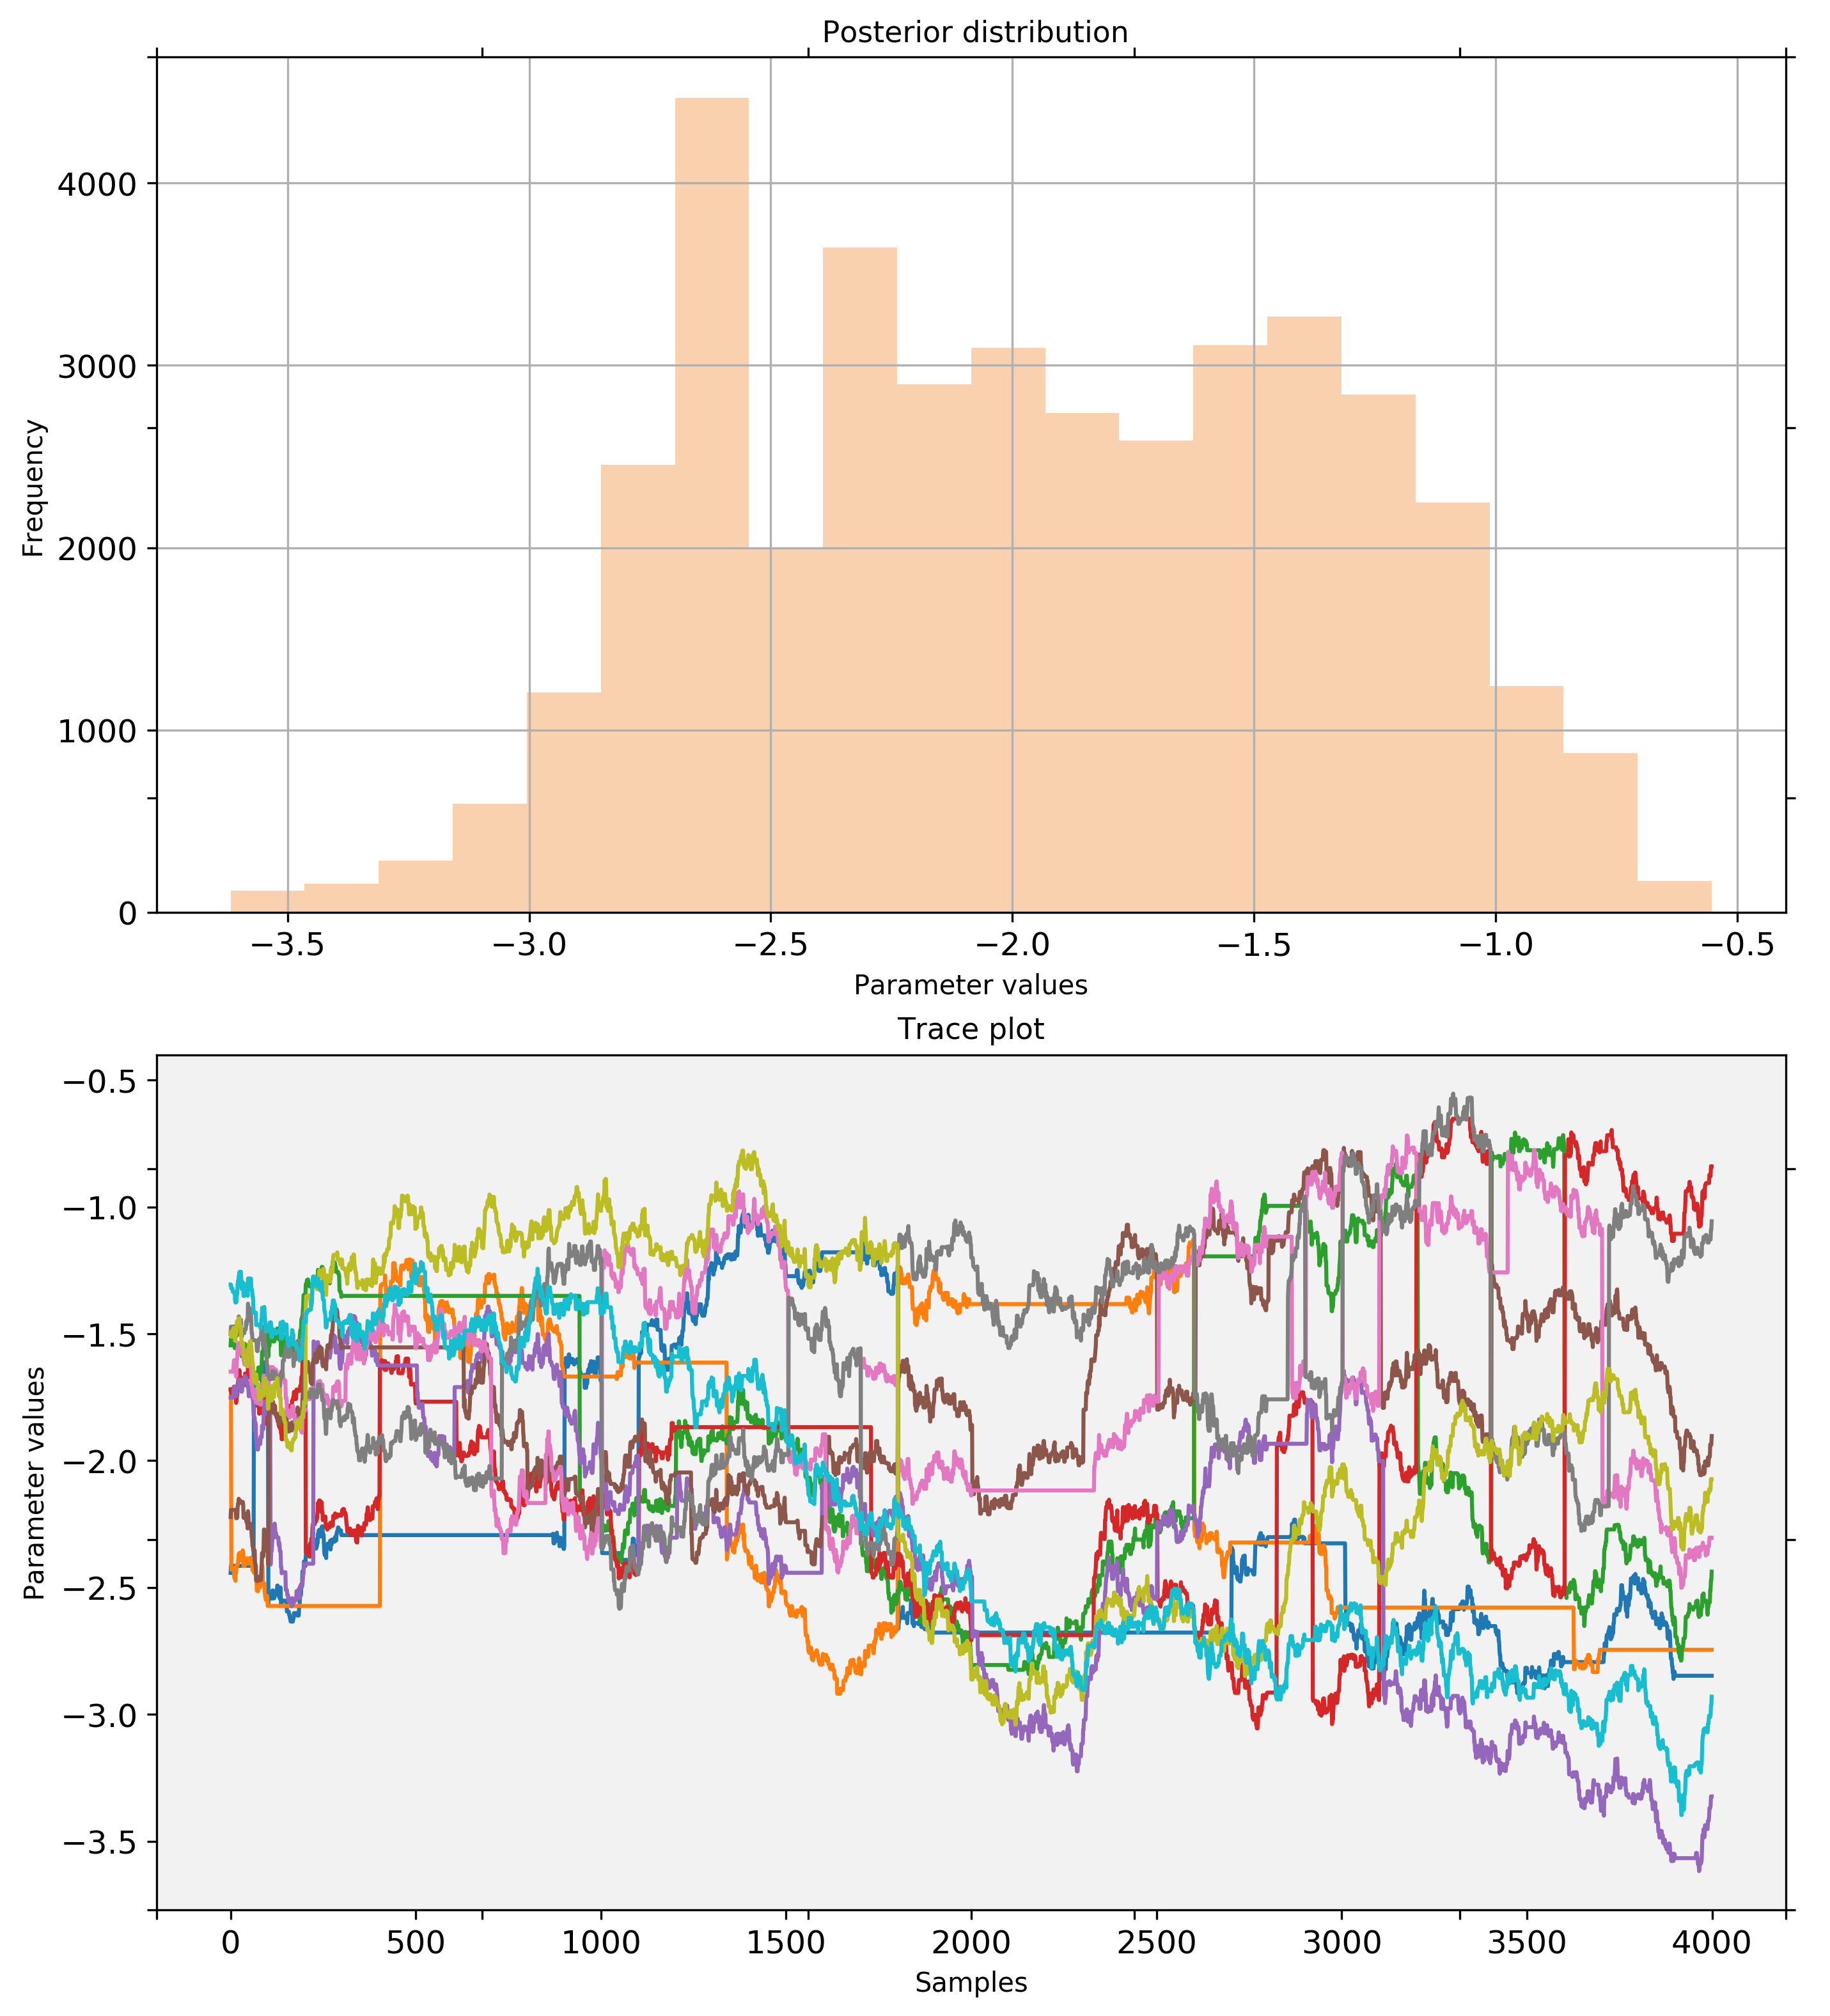 Posterior distribution
4000
3000
2000
1000
0
Frequency
−3.5 −3.0 −2.5 −2.0 −1.5 −1.0 −0.5
Parameter values
Trace plot
−0.5
−1.0
−1.5
−2.0
−2.5
−3.0
−3.5
Parameter values
0 500 1000 1500 2000 2500 3000 3500 4000
Samples